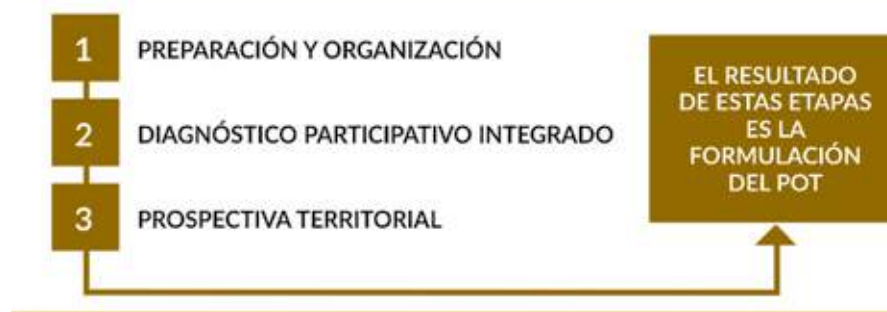 1
PREPARACIÓN Y ORGANIZACIÓN
2
DIAGNÓSTICO PARTICIPATIVO INTEGRADO
3
PROSPECTIVA TERRITORIAL
EL RESULTADO
DE ESTAS ETAPAS
ES LA
FORMULACIÓN
DEL POT